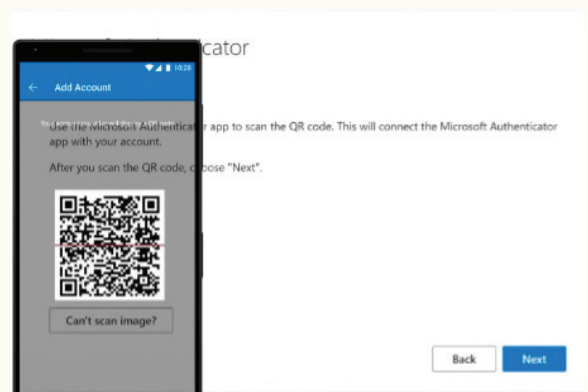 cator
10:28
Add Account
Use the Microsoft Authenticator app to scan the QR code. This will connect the Microsoft Authenticator
app with your account.
After you scan the QR code, choose "Next".
Can't scan image?
Back
Next